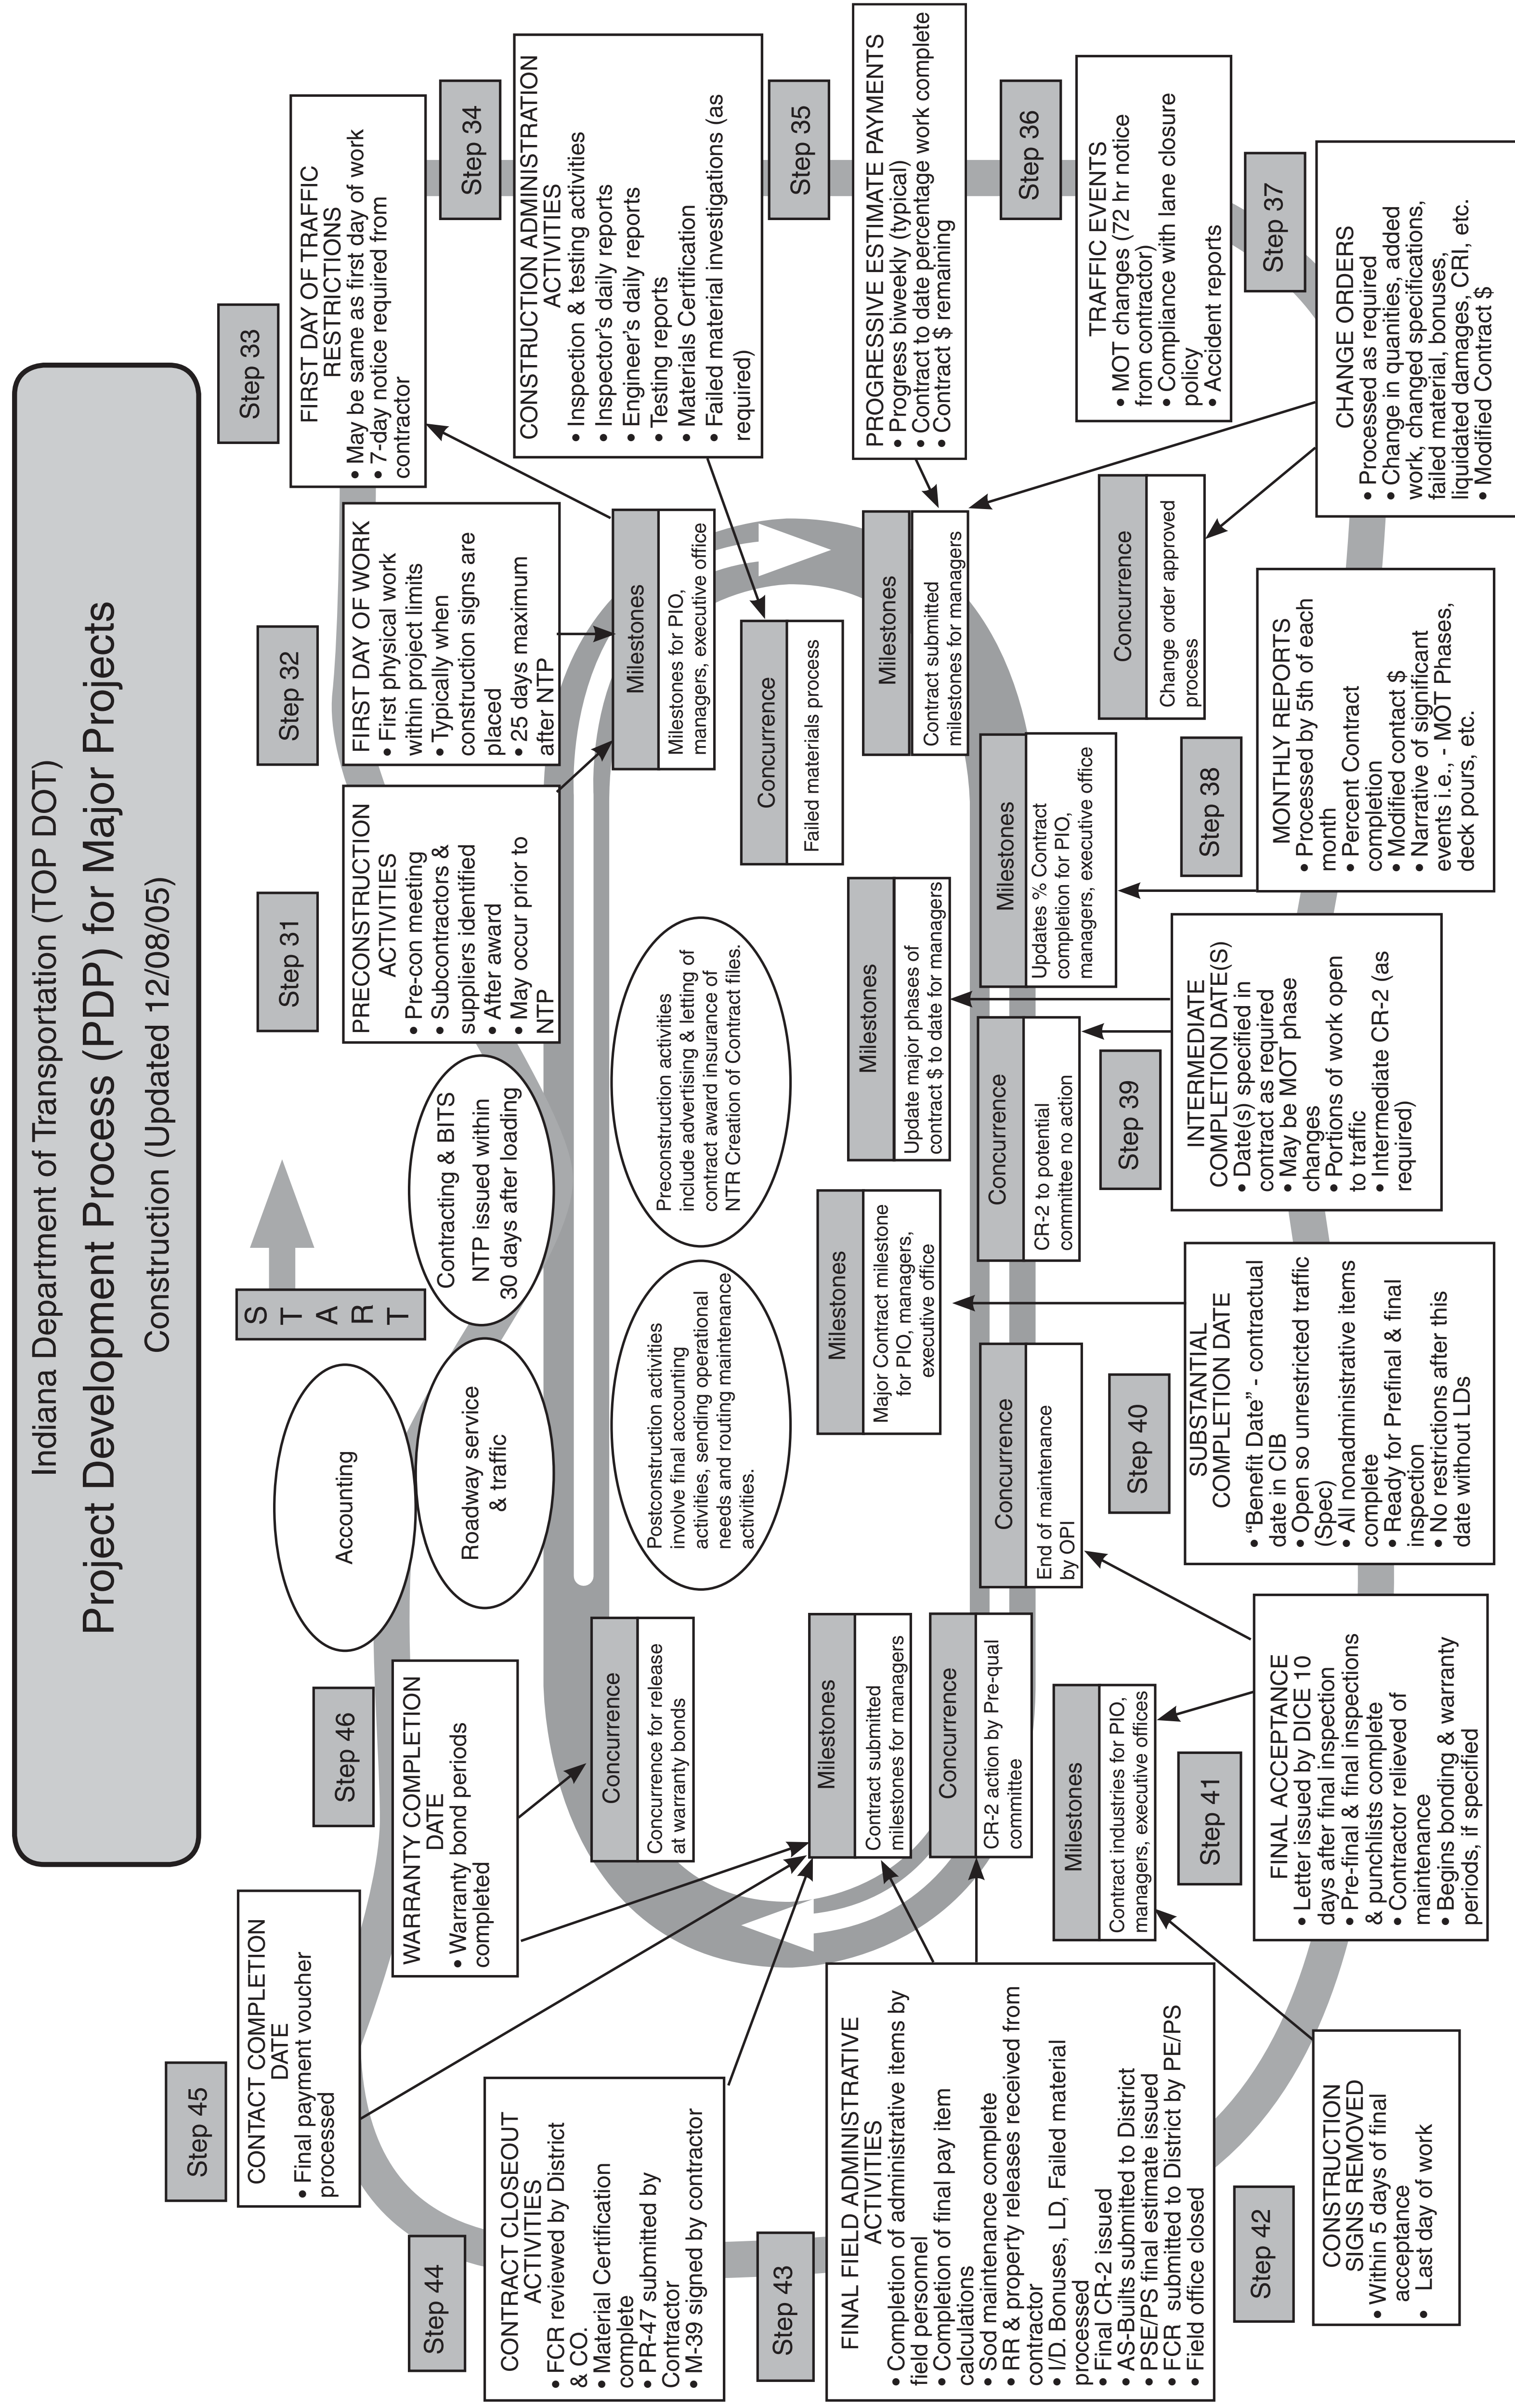 Indiana Department of Transportation (TOP DOT)
Project Development Process (PDP) for Major Projects
Construction (Updated 12/08/05)
S
T
A
R
T
Step 31
PRECONSTRUCTION
ACTIVITIES
• Pre-con meeting
• Subcontractors &
suppliers identified
• After award
• May occur prior to
NTP
Step 32
FIRST DAY OF WORK
• First physical work
within project limits
• Typically when
construction signs are
placed
• 25 days maximum
after NTP
Step 33
FIRST DAY OF TRAFFIC
RESTRICTIONS
• May be same as first day of work
• 7-day notice required from
contractor
Step 34
CONSTRUCTION ADMINISTRATION
ACTIVITIES
• Inspection & testing activities
• Inspector's daily reports
• Engineer's daily reports
• Testing reports
• Materials Certification
• Failed material investigations (as
required)
Step 35
PROGRESSIVE ESTIMATE PAYMENTS
• Progress biweekly (typical)
• Contract to date percentage work complete
• Contract $ remaining
Step 36
TRAFFIC EVENTS
• MOT changes (72 hr notice
from contractor)
• Compliance with lane closure
policy
• Accident reports
Step 37
CHANGE ORDERS
• Processed as required
• Change in quantities, added
work, changed specifications,
failed material, bonuses,
liquidated damages, CRI, etc.
• Modified Contract $
Step 38
MONTHLY REPORTS
• Processed by 5th of each
month
• Percent Contract
completion
• Modified contact $
• Narrative of significant
events i.e., - MOT Phases,
deck pours, etc.
Step 39
INTERMEDIATE
COMPLETION DATE(S)
• Date(s) specified in
contract as required
• May be MOT phase
changes
• Portions of work open
to traffic
• Intermediate CR-2 (as
required)
Step 40
SUBSTANTIAL
COMPLETION DATE
• “Benefit Date” - contractual
date in CIB
• Open so unrestricted traffic
(Spec)
• All nonadministrative items
complete
• Ready for Prefinal & final
inspection
• No restrictions after this
date without LDs
Step 41
FINAL ACCEPTANCE
• Letter issued by DICE 10
days after final inspection
• Pre-final & final inspections
& punchlists complete
• Contractor relieved of
maintenance
• Begins bonding & warranty
periods, if specified
Step 42
CONSTRUCTION
SIGNS REMOVED
• Within 5 days of final
acceptance
• Last day of work
Step 43
FINAL FIELD ADMINISTRATIVE
ACTIVITIES
• Completion of administrative items by
field personnel
• Completion of final pay item
calculations
• Sod maintenance complete
• RR & property releases received from
contractor
• I/D. Bonuses, LD, Failed material
processed
• Final CR-2 issued
• AS-Builts submitted to District
• PSE/PS final estimate issued
• FCR submitted to District by PE/PS
• Field office closed
Step 44
CONTRACT CLOSEOUT
ACTIVITIES
• FCR reviewed by District
& CO.
• Material Certification
complete
• PR-47 submitted by
Contractor
• M-39 signed by contractor
Step 45
CONTACT COMPLETION
DATE
• Final payment voucher
processed
Step 46
WARRANTY COMPLETION
DATE
• Warranty bond periods
completed
Accounting
Roadway service
& traffic
Contracting & BITS
NTP issued within
30 days after loading
Postconstruction activities
involve final accounting
activities, sending operational
needs and routing maintenance
activities.
Preconstruction activities
include advertising & letting of
contract award insurance of
NTR Creation of Contract files.
Milestones
Milestones for PIO,
managers, executive office
Concurrence
Failed materials process
Milestones
Contract submitted
milestones for managers
Concurrence
Change order approved
process
Milestones
Updates % Contract
completion for PIO,
managers, executive office
Milestones
Update major phases of
contract $ to date for managers
Concurrence
CR-2 to potential
committee no action
Milestones
Major Contract milestone
for PIO, managers,
executive office
Concurrence
End of maintenance
by OPI
Milestones
Contract industries for PIO,
managers, executive offices
Concurrence
CR-2 action by Pre-qual
committee
Milestones
Contract submitted
milestones for managers
Concurrence
Concurrence for release
at warranty bonds